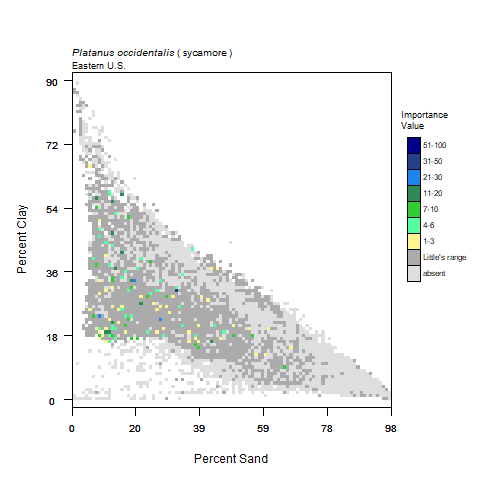 Platanus occidentalis ( sycamore )
Eastern U.S.
Importance
Value
51-100
31-50
21-30
11-20
7-10
4-6
1-3
Little's range
absent
Percent Clay
90
72
54
36
18
0
0 20 39 59 78 98
Percent Sand